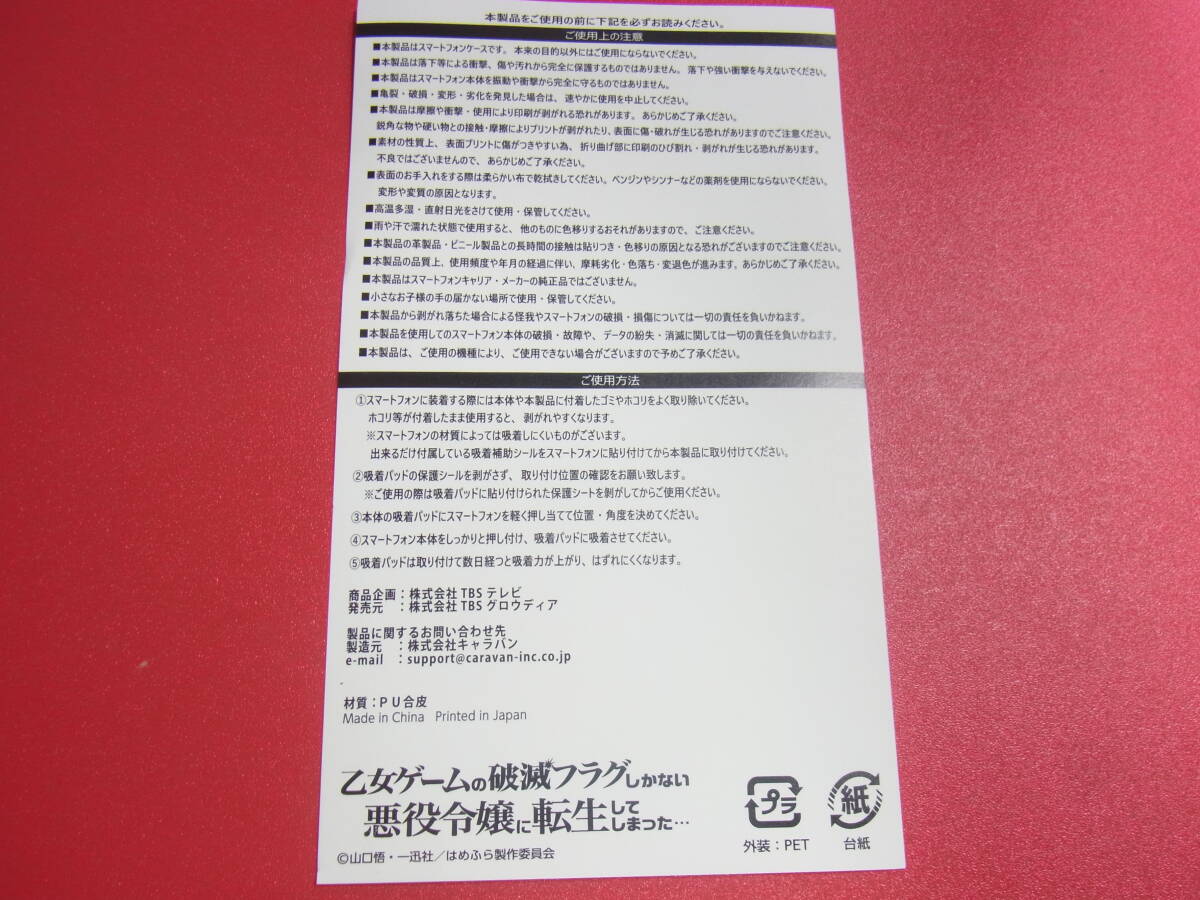 本製品をご使用の前に下記を必ずお読みください。
ご使用上の注意
■本製品はスマートフォンケースです。本来の目的以外にはご使用にならないでください。
■本製品は落下等による衝撃、傷や汚れから完全に保護するものではありません。落下や強い衝撃を与えないでください。
■本製品はスマートフォン本体を振動や衝撃から完全に守るものではありません。
■亀裂・破損・変形・劣化を発見した場合は、速やかに使用を中止してください。
■本製品は摩擦や衝撃・使用により印刷が剥がれる恐れがあります。あらかじめご了承ください。
鋭角な物や硬い物との接触・摩擦によりプリントが剥がれたり、表面に傷・破れが生じる恐れがありますのでご注意ください。
■素材の性質上、表面プリントに傷がつきやすい為、折り曲げ部に印刷のひび割れ・剥がれが生じる恐れがあります。
不良ではございませんので、あらかじめご了承ください。
■表面のお手入れをする際は柔らかい布で乾拭きしてください。ベンジンやシンナーなどの薬剤を使用にならないでください。
変形や変質の原因となります。
■高温多湿・直射日光をさけて使用・保管してください。
■雨や汗で濡れた状態で使用すると、他のものに色移りするおそれがありますので、ご注意ください。
■本製品の革製品・ビニール製品との長時間の接触は貼りつき・色移りの原因となる恐れがございますのでご注意ください。
■本製品の品質上、使用頻度や年月の経過に伴い、摩耗劣化・色落ち・変退色が進みます。あらかじめご了承ください。
■本製品はスマートフォンキャリア・メーカーの純正品ではございません。
■小さなお子様の手の届かない場所で使用・保管してください。
■本製品から剥がれ落ちた場合による怪我やスマートフォンの破損・損傷については一切の責任を負いかねます。
■本製品を使用してのスマートフォン本体の破損・故障や、データの紛失・消滅に関しては一切の責任を負いかねます。
■本製品は、ご使用の機種により、ご使用できない場合がございますので予めご了承ください。
ご使用方法
①スマートフォンに装着する際には本体や本製品に付着したゴミやホコリをよく取り除いてください。
ホコリ等が付着したまま使用すると、剥がれやすくなります。
※スマートフォンの材質によっては吸着しにくいものがございます。
出来るだけ付属している吸着補助シールをスマートフォンに貼り付けてから本製品に取り付けてください。
②吸着パッドの保護シールを剥がさず、取り付け位置の確認をお願い致します。
※ご使用の際は吸着パッドに貼り付けられた保護シートを剥がしてからご使用ください。
③本体の吸着パッドにスマートフォンを軽く押し当てて位置・角度を決めてください。
④スマートフォン本体をしっかりと押し付け、吸着パッドに吸着させてください。
⑤吸着パッドは取り付けて数日経つと吸着力が上がり、はずれにくくなります。
商品企画：株式会社TBSテレビ
発売元　：株式会社TBSグロウディア
製品に関するお問い合わせ先
製造元　：株式会社キャラバン
e-mail　：support@caravan-inc.co.jp
材質：PU合皮
Made in China Printed in Japan
乙女ゲームの破滅フラグしかない
悪役令嬢に転生してしまった…
©山口悟・一迅社／はめふら製作委員会
プラ
外装：PET
紙
台紙